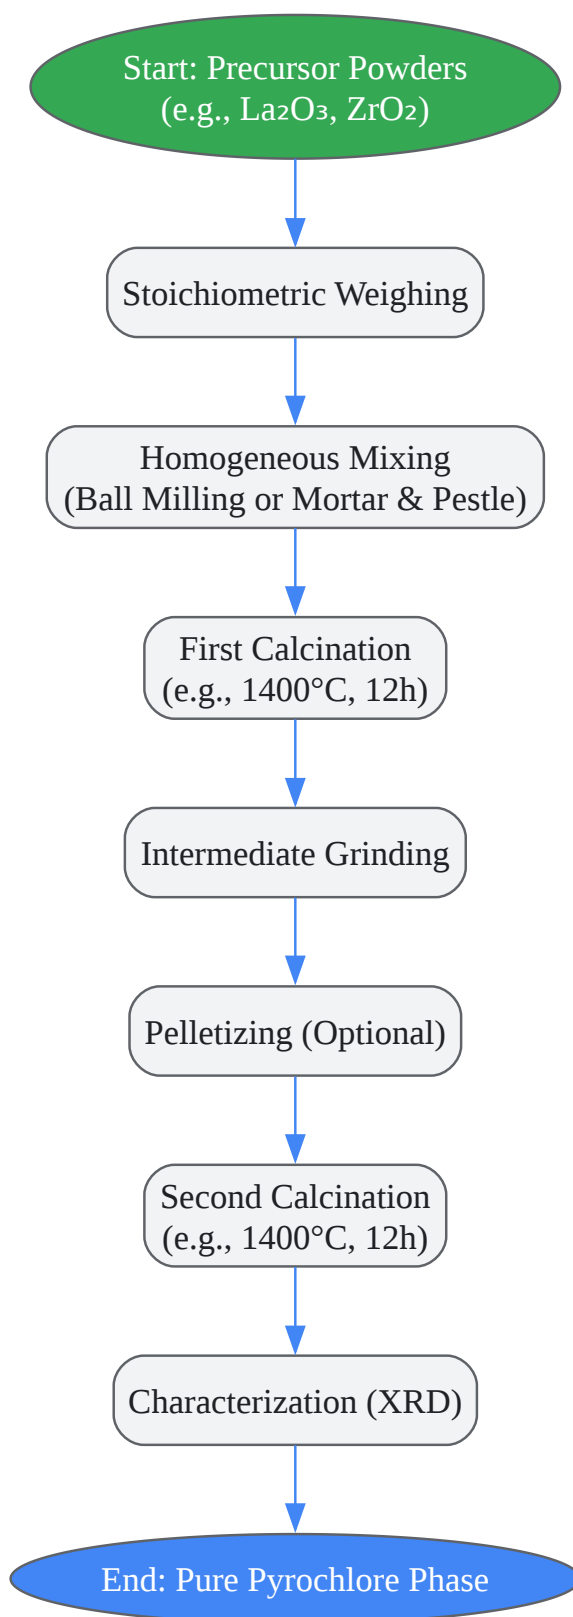 Start: Precursor Powders
(e.g., La₂O₃, ZrO₂)
Stoichiometric Weighing
Homogeneous Mixing
(Ball Milling or Mortar & Pestle)
First Calcination
(e.g., 1400°C, 12h)
Intermediate Grinding
Pelletizing (Optional)
Second Calcination
(e.g., 1400°C, 12h)
Characterization (XRD)
End: Pure Pyrochlore Phase